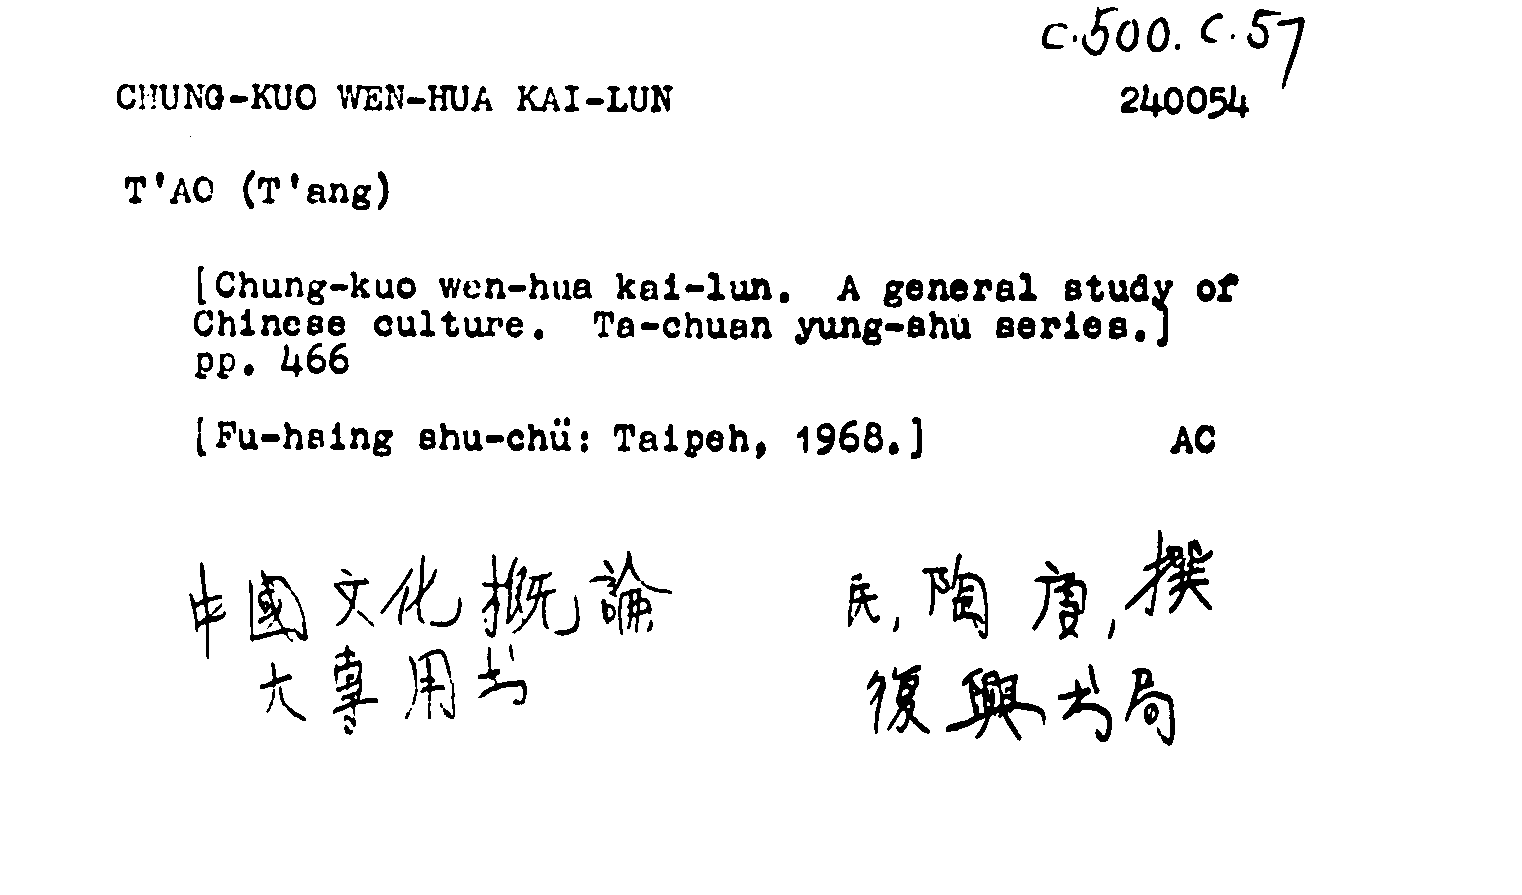 c.500.c.57
CHUNG-KUO WEN-HUA KAI-LUN 240054
T'AO (T'ang)
[Chung-kuo wen-hua kai-lun. A general study of
Chinese culture. Ta-chuan yung-shu series.]
pp. 466
[Fu-hsing shu-chü: Taipeh, 1968.] AC
中國文化概論 民,陶唐,撰
大專用书 復興书局